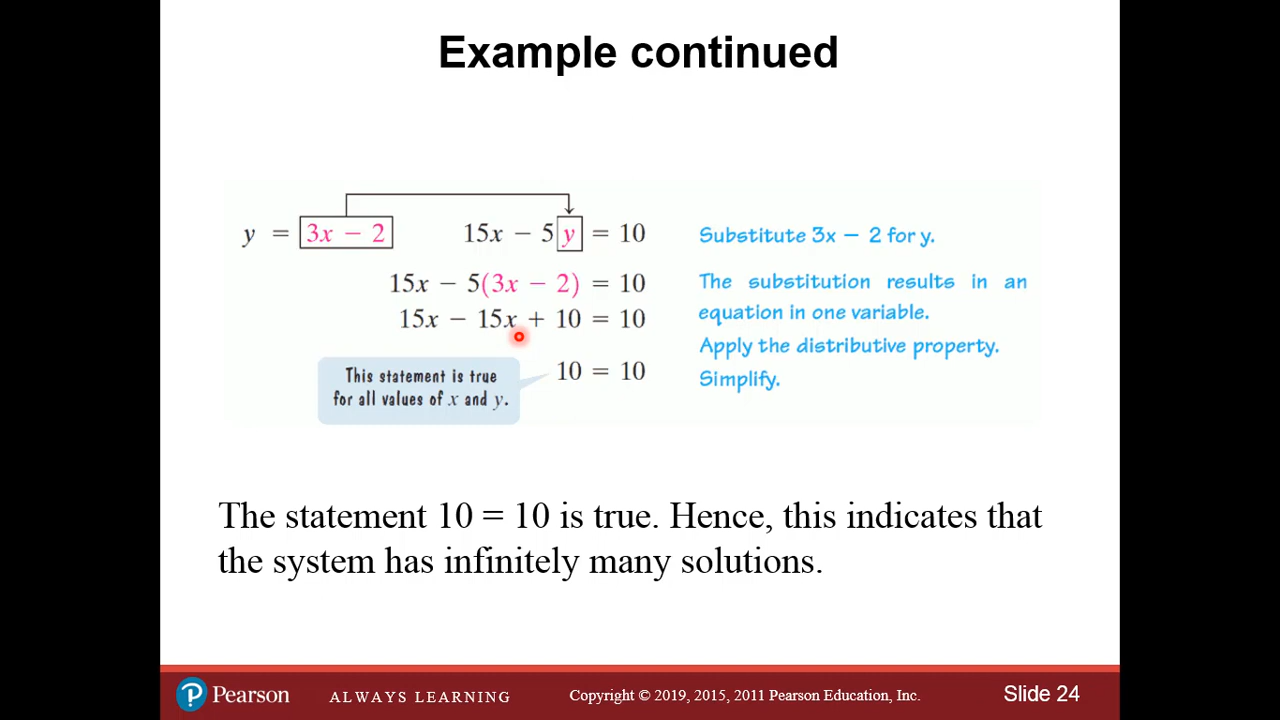 Example continued
y = 3x − 2 15x − 5 y = 10 Substitute 3x − 2 for y.
15x − 5(3x − 2) = 10 The substitution results in an
equation in one variable.
15x − 15x + 10 = 10
Apply the distributive property.
10 = 10 Simplify.
This statement is true
for all values of x and y.
The statement 10 = 10 is true. Hence, this indicates that
the system has infinitely many solutions.
P Pearson ALWAYS LEARNING Copyright © 2019, 2015, 2011 Pearson Education, Inc. Slide 24